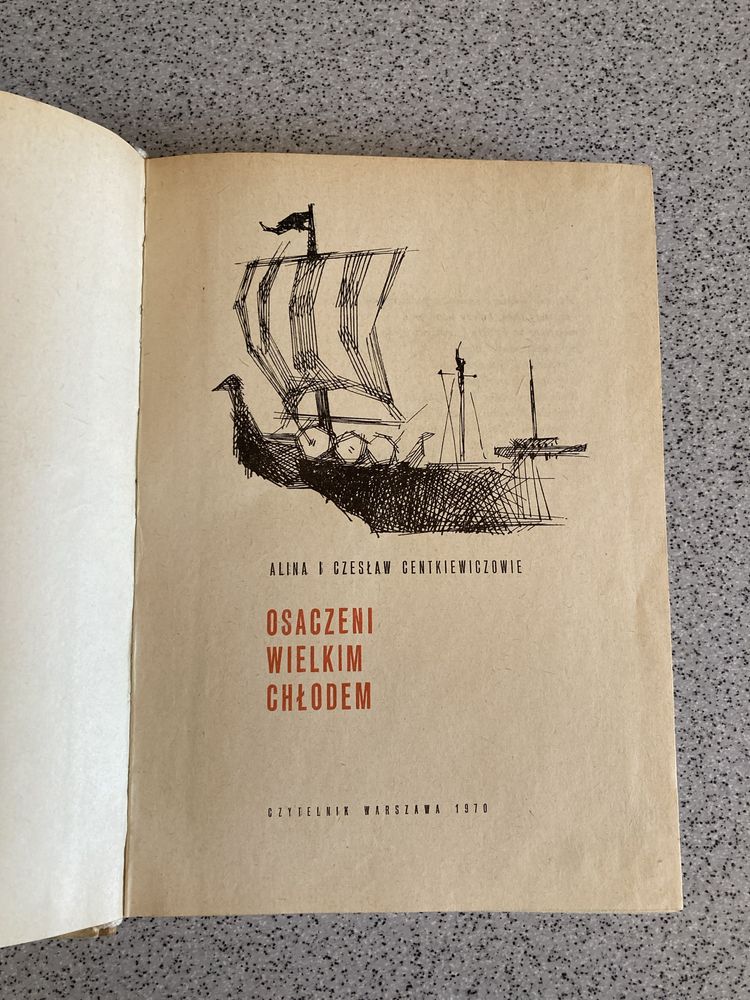 ALINA I CZESŁAW CENTKIEWICZOWIE
OSACZENI
WIELKIM
CHŁODEM
CZYTELNIK WARSZAWA 1970